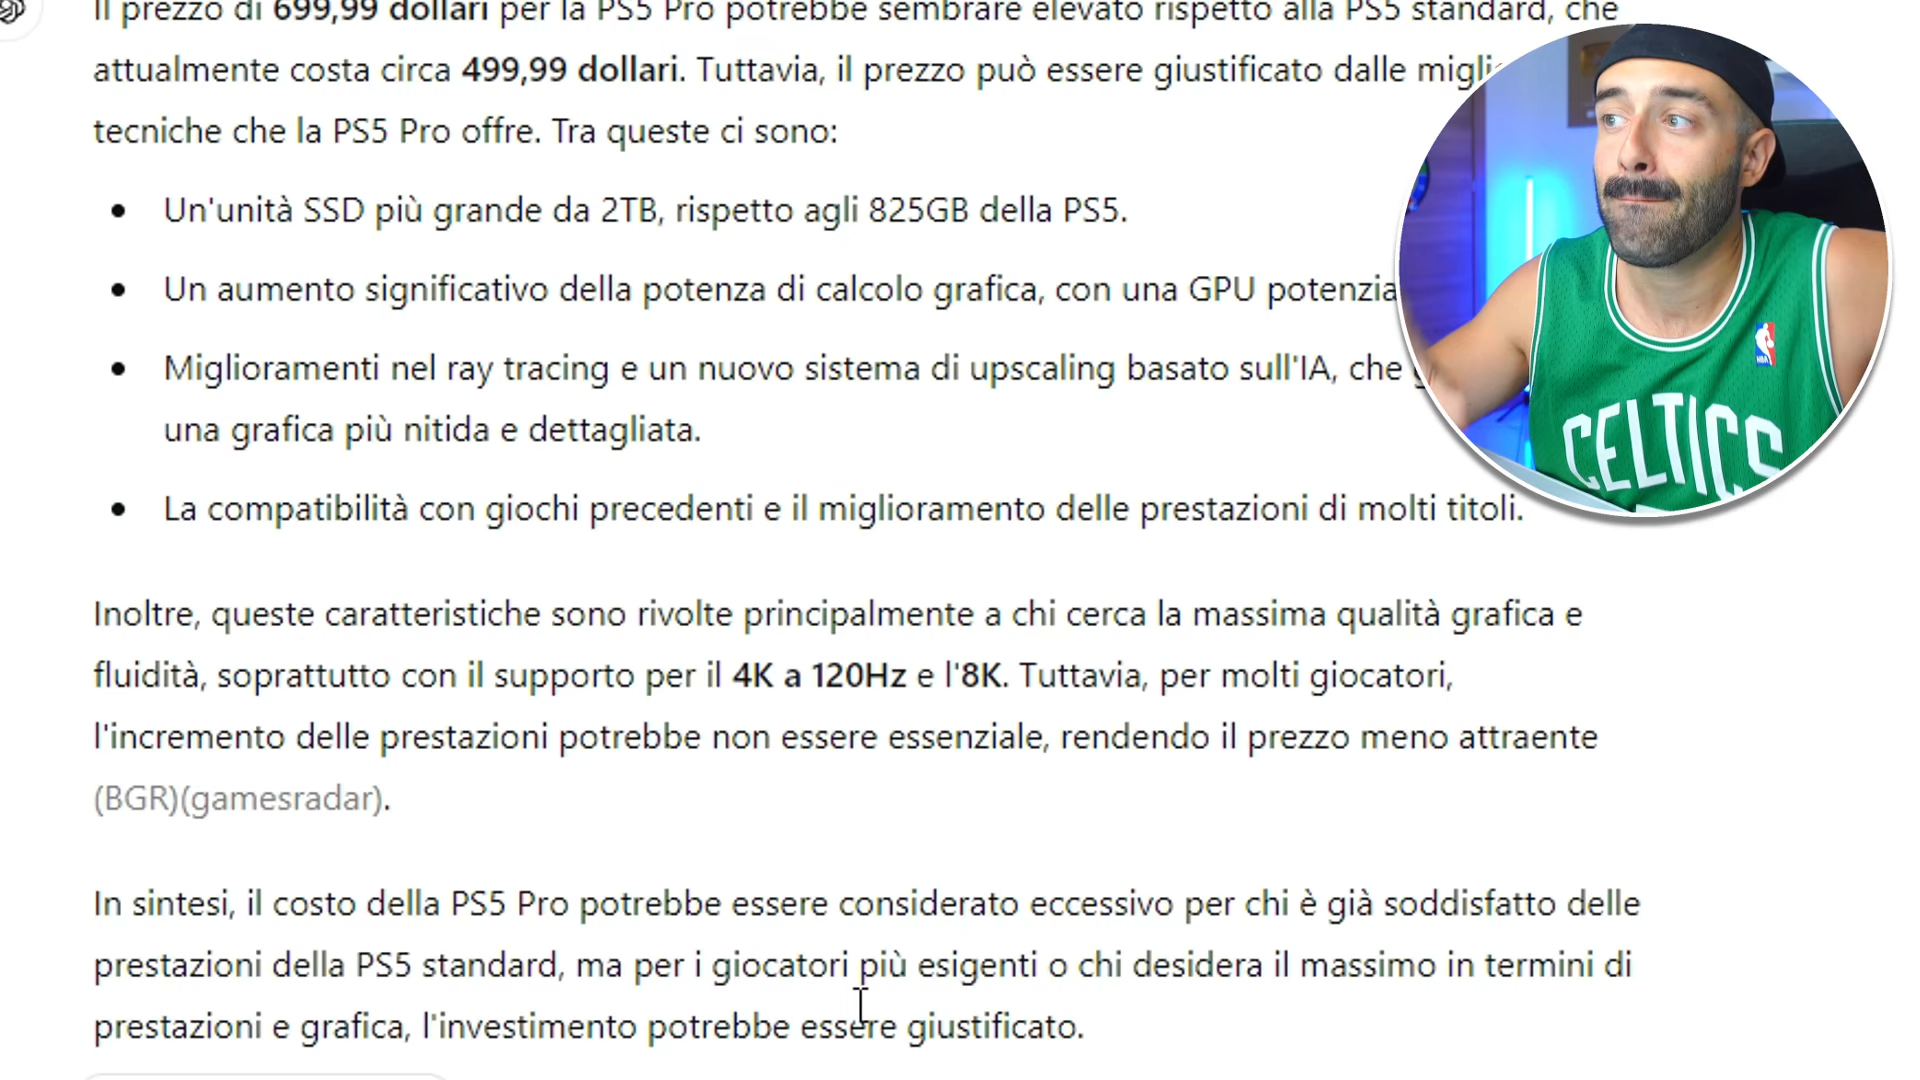 Il prezzo di 699,99 dollari per la PS5 Pro potrebbe sembrare elevato rispetto alla PS5 standard, che
attualmente costa circa 499,99 dollari. Tuttavia, il prezzo può essere giustificato dalle
tecniche che la PS5 Pro offre. Tra queste ci sono:
• Un'unità SSD più grande da 2TB, rispetto agli 825GB della PS5.
• Un aumento significativo della potenza di calcolo grafica, con una GPU
• Miglioramenti nel ray tracing e un nuovo sistema di upscaling basato sull'IA, che
una grafica più nitida e dettagliata.
• La compatibilità con giochi precedenti e il miglioramento delle prestazioni di molti titoli.
Inoltre, queste caratteristiche sono rivolte principalmente a chi cerca la massima qualità grafica e
fluidità, soprattutto con il supporto per il 4K a 120Hz e l'8K. Tuttavia, per molti giocatori,
l'incremento delle prestazioni potrebbe non essere essenziale, rendendo il prezzo meno attraente
(BGR)(gamesradar).
In sintesi, il costo della PS5 Pro potrebbe essere considerato eccessivo per chi è già soddisfatto delle
prestazioni della PS5 standard, ma per i giocatori più esigenti o chi desidera il massimo in termini di
prestazioni e grafica, l'investimento potrebbe essere giustificato.
CELTICS
NBA